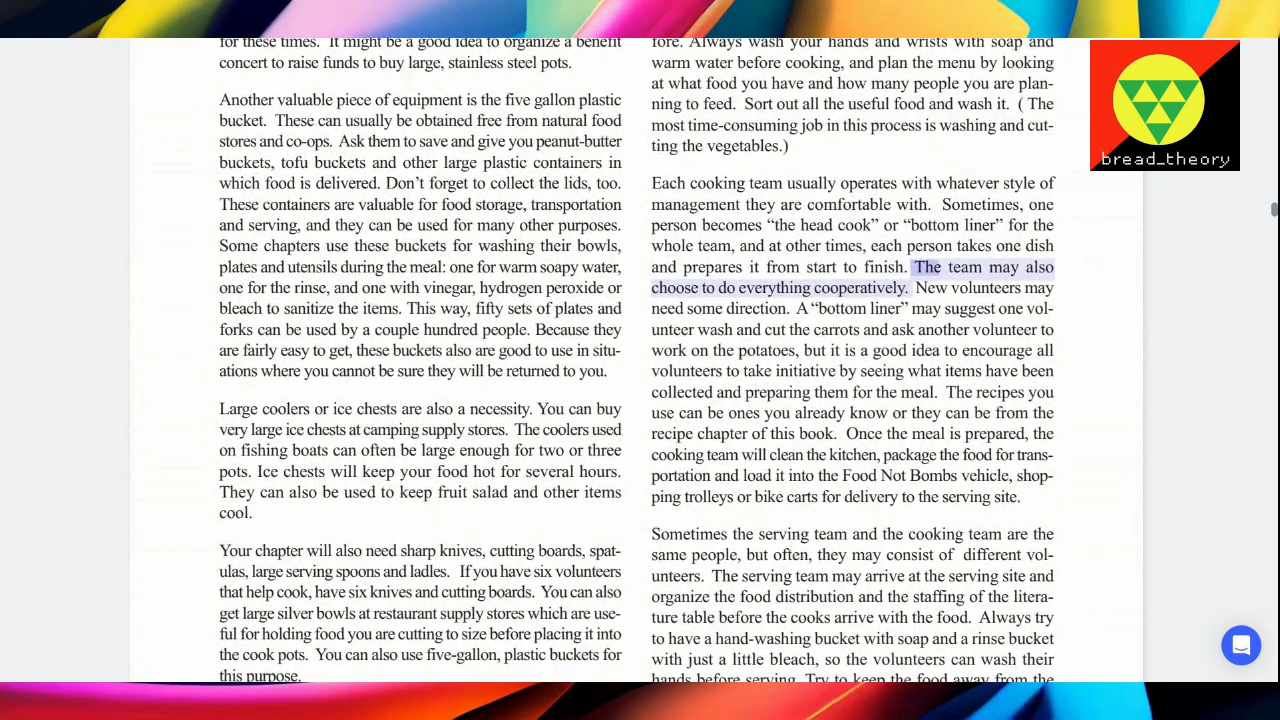 for these times. It might be a good idea to organize a benefit
concert to raise funds to buy large, stainless steel pots.
Another valuable piece of equipment is the five gallon plastic
bucket. These can usually be obtained free from natural food
stores and co-ops. Ask them to save and give you peanut-butter
buckets, tofu buckets and other large plastic containers in
which food is delivered. Don’t forget to collect the lids, too.
These containers are valuable for food storage, transportation
and serving, and they can be used for many other purposes.
Some chapters use these buckets for washing their bowls,
plates and utensils during the meal: one for warm soapy water,
one for the rinse, and one with vinegar, hydrogen peroxide or
bleach to sanitize the items. This way, fifty sets of plates and
forks can be used by a couple hundred people. Because they
are fairly easy to get, these buckets also are good to use in situ-
ations where you cannot be sure they will be returned to you.
Large coolers or ice chests are also a necessity. You can buy
very large ice chests at camping supply stores. The coolers used
on fishing boats can often be large enough for two or three
pots. Ice chests will keep your food hot for several hours.
They can also be used to keep fruit salad and other items
cool.
Your chapter will also need sharp knives, cutting boards, spat-
ulas, large serving spoons and ladles. If you have six volunteers
that help cook, have six knives and cutting boards. You can also
get large silver bowls at restaurant supply stores which are use-
ful for holding food you are cutting to size before placing it into
the cook pots. You can also use five-gallon, plastic buckets for
this purpose.
fore. Always wash your hands and wrists with soap and
warm water before cooking, and plan the menu by looking
at what food you have and how many people you are plan-
ning to feed. Sort out all the useful food and wash it. ( The
most time-consuming job in this process is washing and cut-
ting the vegetables.)
Each cooking team usually operates with whatever style of
management they are comfortable with. Sometimes, one
person becomes “the head cook” or “bottom liner” for the
whole team, and at other times, each person takes one dish
and prepares it from start to finish. The team may also
choose to do everything cooperatively. New volunteers may
need some direction. A “bottom liner” may suggest one vol-
unteer wash and cut the carrots and ask another volunteer to
work on the potatoes, but it is a good idea to encourage all
volunteers to take initiative by seeing what items have been
collected and preparing them for the meal. The recipes you
use can be ones you already know or they can be from the
recipe chapter of this book. Once the meal is prepared, the
cooking team will clean the kitchen, package the food for trans-
portation and load it into the Food Not Bombs vehicle, shop-
ping trolleys or bike carts for delivery to the serving site.
Sometimes the serving team and the cooking team are the
same people, but often, they may consist of different vol-
unteers. The serving team may arrive at the serving site and
organize the food distribution and the staffing of the litera-
ture table before the cooks arrive with the food. Always try
to have a hand-washing bucket with soap and a rinse bucket
with just a little bleach, so the volunteers can wash their
hands before serving. Try to keep the food away from the
bread_theory